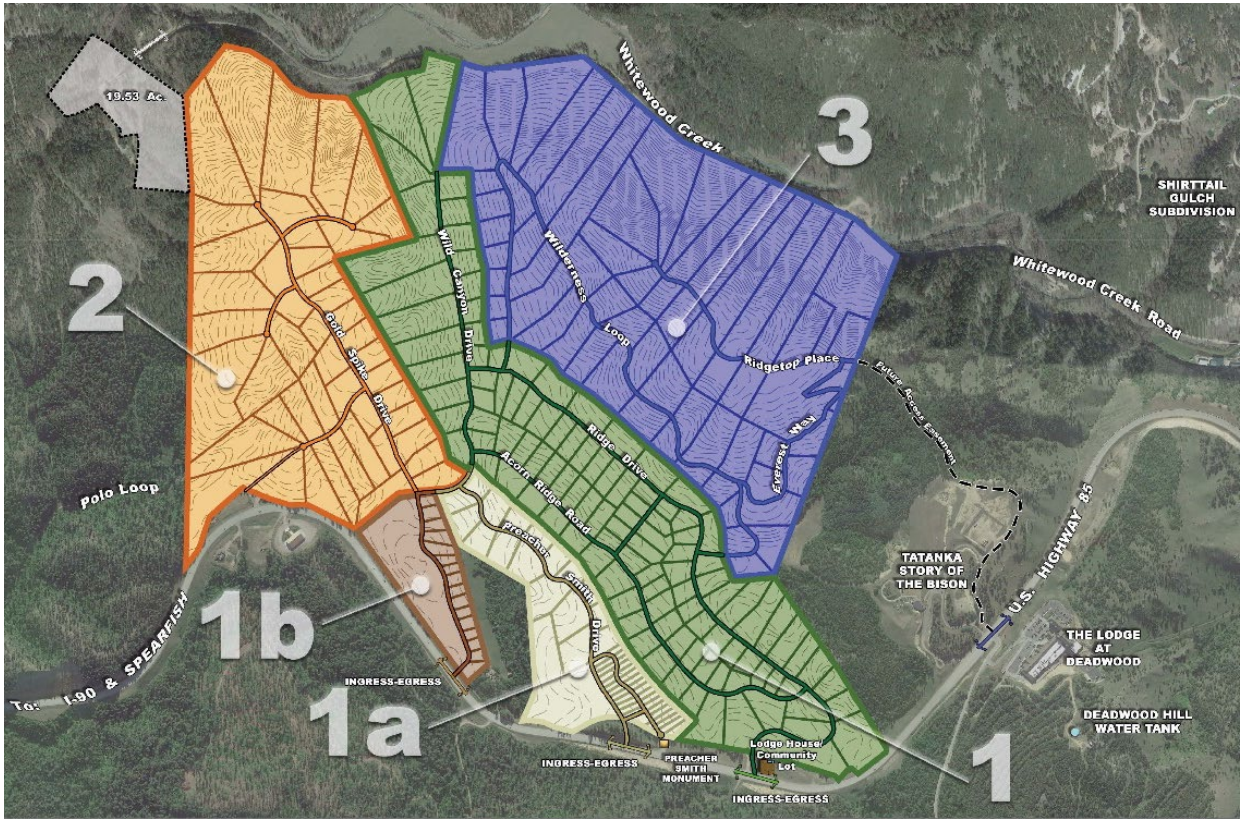 Whitewood Creek
19.53 Ac.
3
SHIRTTAIL
GULCH
SUBDIVISION
Whitewood Creek Road
2
Wild Canyon Drive
Wilderness Loop
Gold Spike Drive
Ridgetop Place
Future Access Easement
Everest Way
Ridge Drive
Acorn Ridge Road
Polo Loop
U.S. HIGHWAY 85
TATANKA
STORY OF
THE BISON
Preacher Smith Drive
1b
To: I-90 & SPEARFISH
THE LODGE
AT
DEADWOOD
INGRESS-EGRESS
1a
DEADWOOD HILL
WATER TANK
Lodge House/
Community
Lot
INGRESS-EGRESS
PREACHER
SMITH
MONUMENT
1
INGRESS-EGRESS